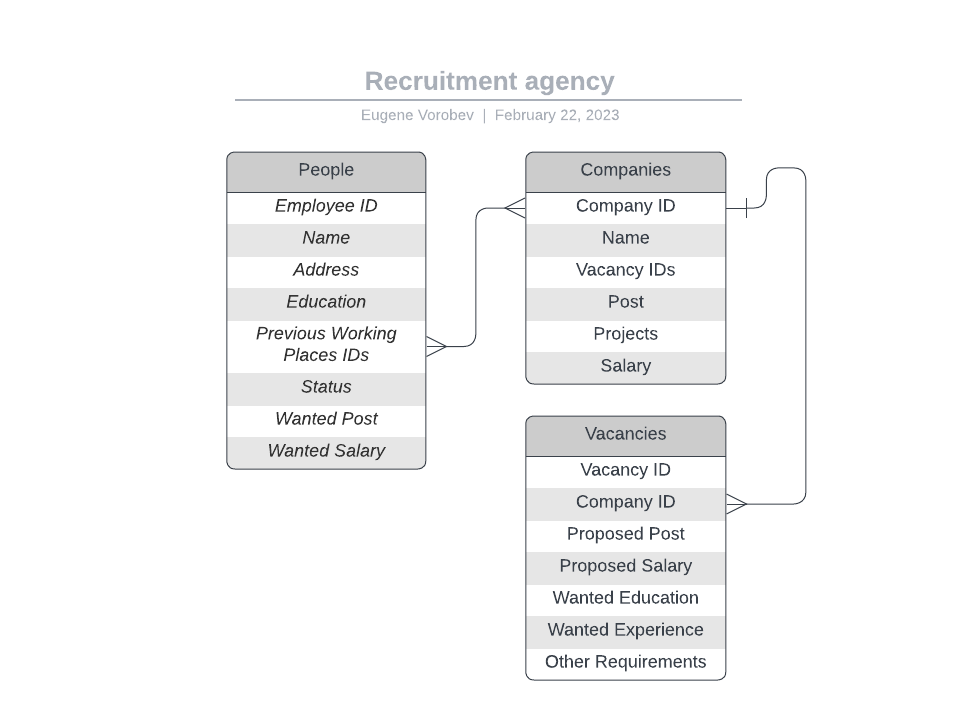 Recruitment agency
Eugene Vorobev | February 22, 2023
People
Employee ID
Name
Address
Education
Previous Working
Places IDs
Status
Wanted Post
Wanted Salary
Companies
Company ID
Name
Vacancy IDs
Post
Projects
Salary
Vacancies
Vacancy ID
Company ID
Proposed Post
Proposed Salary
Wanted Education
Wanted Experience
Other Requirements